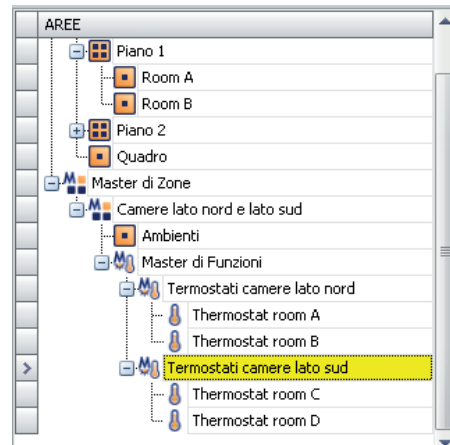 AREE
Piano 1
Room A
Room B
Piano 2
Quadro
Master di Zone
Camere lato nord e lato sud
Ambienti
Master di Funzioni
Termostati camere lato nord
Thermostat room A
Thermostat room B
Termostati camere lato sud
Thermostat room C
Thermostat room D